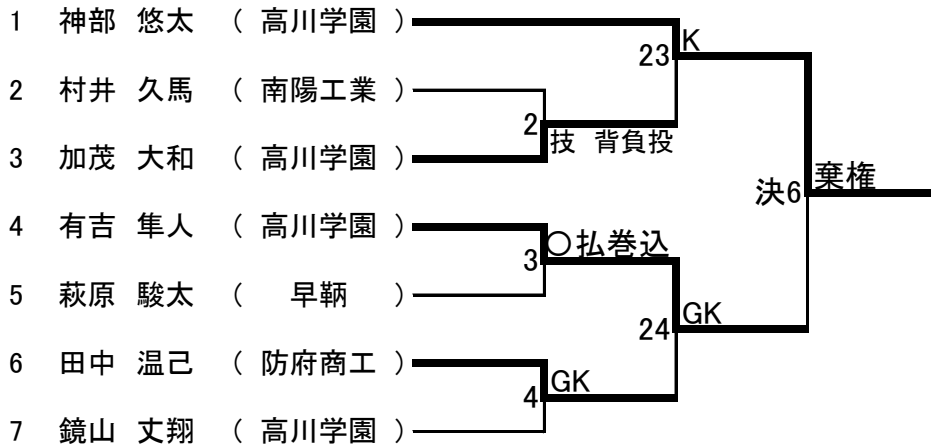 1 神部 悠太 ( 高川学園 )
23 K
2 村井 久馬 ( 南陽工業 )
2 技 背負投
3 加茂 大和 ( 高川学園 )
決6 棄権
4 有吉 隼人 ( 高川学園 )
3 〇払巻込
5 萩原 駿太 ( 早鞆 )
24 GK
6 田中 温己 ( 防府商工 )
4 GK
7 鏡山 丈翔 ( 高川学園 )